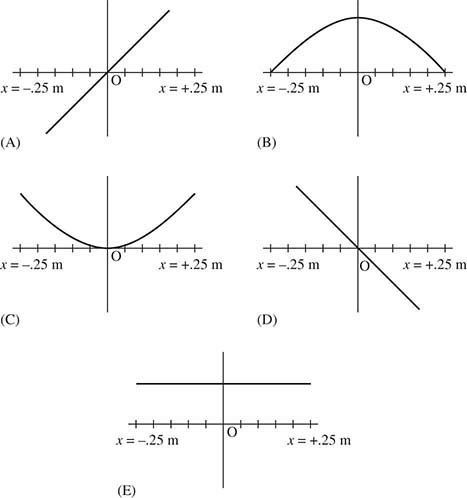 O O
x = –.25 m x = +.25 m x = –.25 m x = +.25 m
(A) (B)
O O
x = –.25 m x = +.25 m x = –.25 m x = +.25 m
(C) (D)
O
x = –.25 m x = +.25 m
(E)